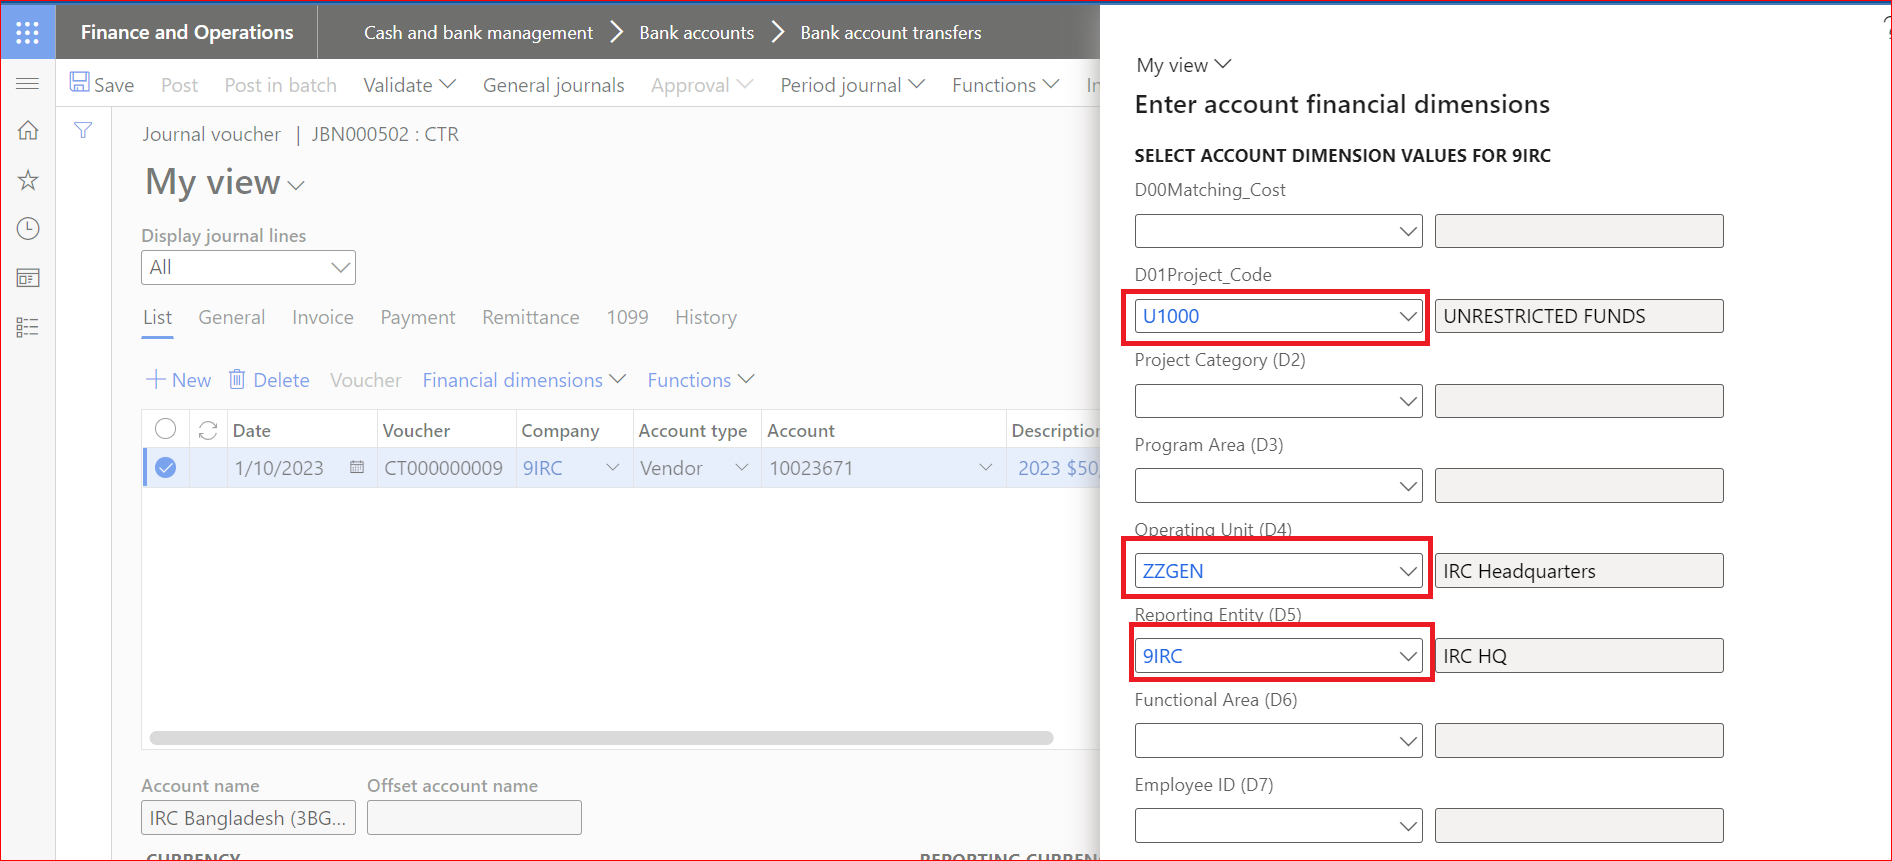 Finance and Operations
Cash and bank management > Bank accounts > Bank account transfers
Save Post Post in batch Validate General journals Approval Period journal Functions
Journal voucher | JBN000502 : CTR
My view
Display journal lines
All
List General Invoice Payment Remittance 1099 History
New Delete Voucher Financial dimensions Functions
Date Voucher Company Account type Account
1/10/2023 CT000000009 9IRC Vendor 10023671 2023 $50,
Account name Offset account name
IRC Bangladesh (3BG...
CURRENCY
My view
Enter account financial dimensions
SELECT ACCOUNT DIMENSION VALUES FOR 9IRC
D00Matching_Cost
D01Project_Code
U1000 UNRESTRICTED FUNDS
Project Category (D2)
Program Area (D3)
Operating Unit (D4)
ZZGEN IRC Headquarters
Reporting Entity (D5)
9IRC IRC HQ
Functional Area (D6)
Employee ID (D7)